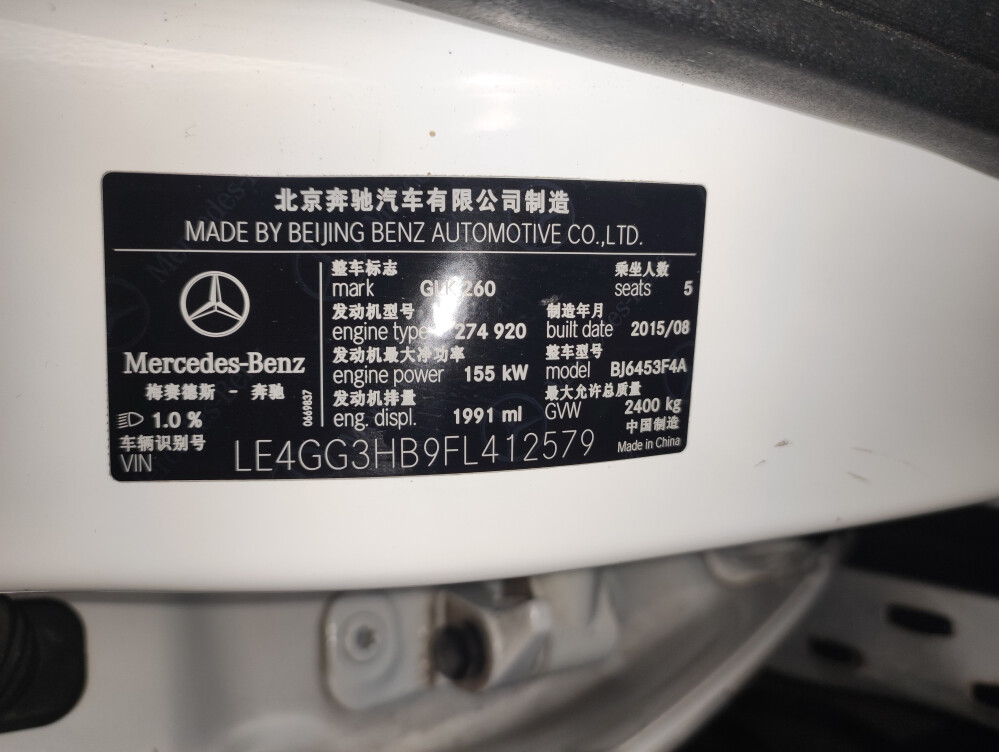 北京奔驰汽车有限公司制造
MADE BY BEIJING BENZ AUTOMOTIVE CO.,LTD.
整车标志 乘坐人数
mark GLK 260 seats 5
发动机型号 制造年月
engine type 274 920 built date 2015/08
发动机最大净功率 整车型号
engine power 155 kW model BJ6453F4A
发动机排量 最大允许总质量
eng. displ. 1991 ml GVW 2400 kg
Mercedes-Benz
梅赛德斯 - 奔驰
0669837
1.0 %
中国制造
Made in China
车辆识别号
VIN LE4GG3HB9FL412579